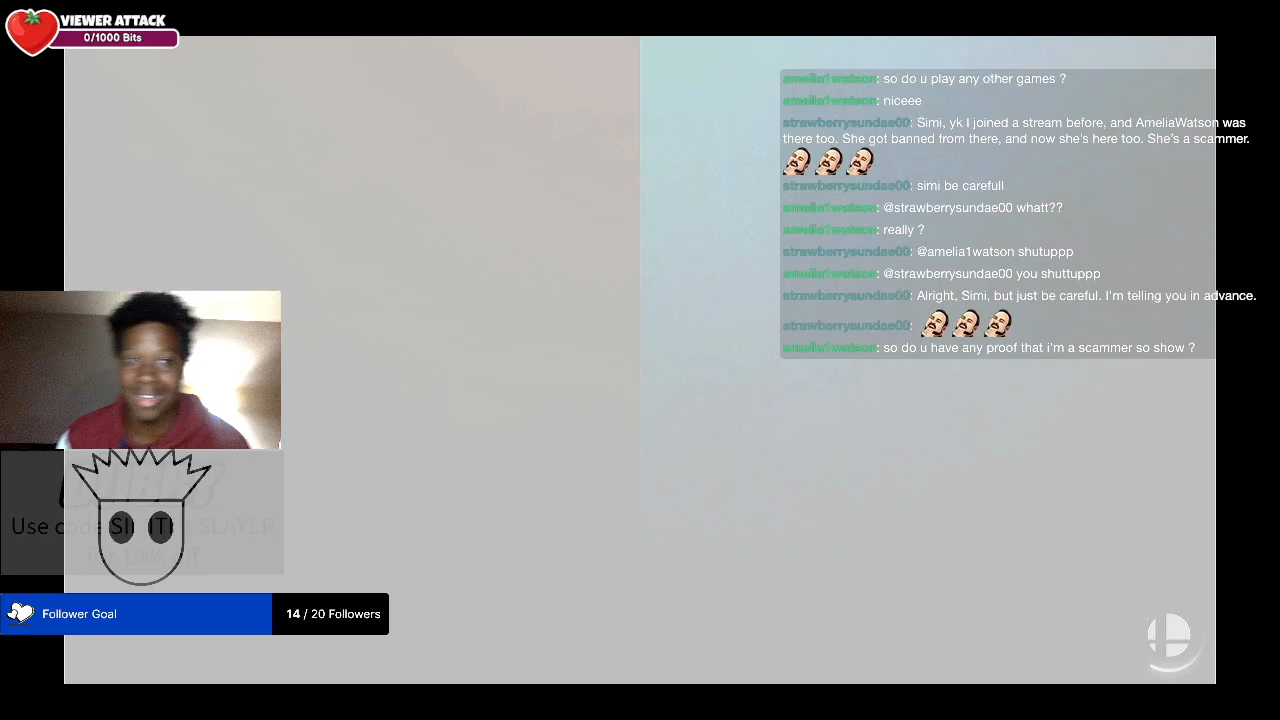 VIEWER ATTACK
0/1000 Bits
amelia1watson: so do u play any other games ?
amelia1watson: niceee
strawberrysundae00: Simi, yk I joined a stream before, and AmeliaWatson was
there too. She got banned from there, and now she's here too. She's a scammer.
strawberrysundae00: simi be carefull
amelia1watson: @strawberrysundae00 whatt??
amelia1watson: really ?
strawberrysundae00: @amelia1watson shutuppp
amelia1watson: @strawberrysundae00 you shuttuppp
strawberrysundae00: Alright, Simi, but just be careful. I'm telling you in advance.
strawberrysundae00:
amelia1watson: so do u have any proof that i'm a scammer so show ?
Use code SLAYER
Follower Goal
14 / 20 Followers